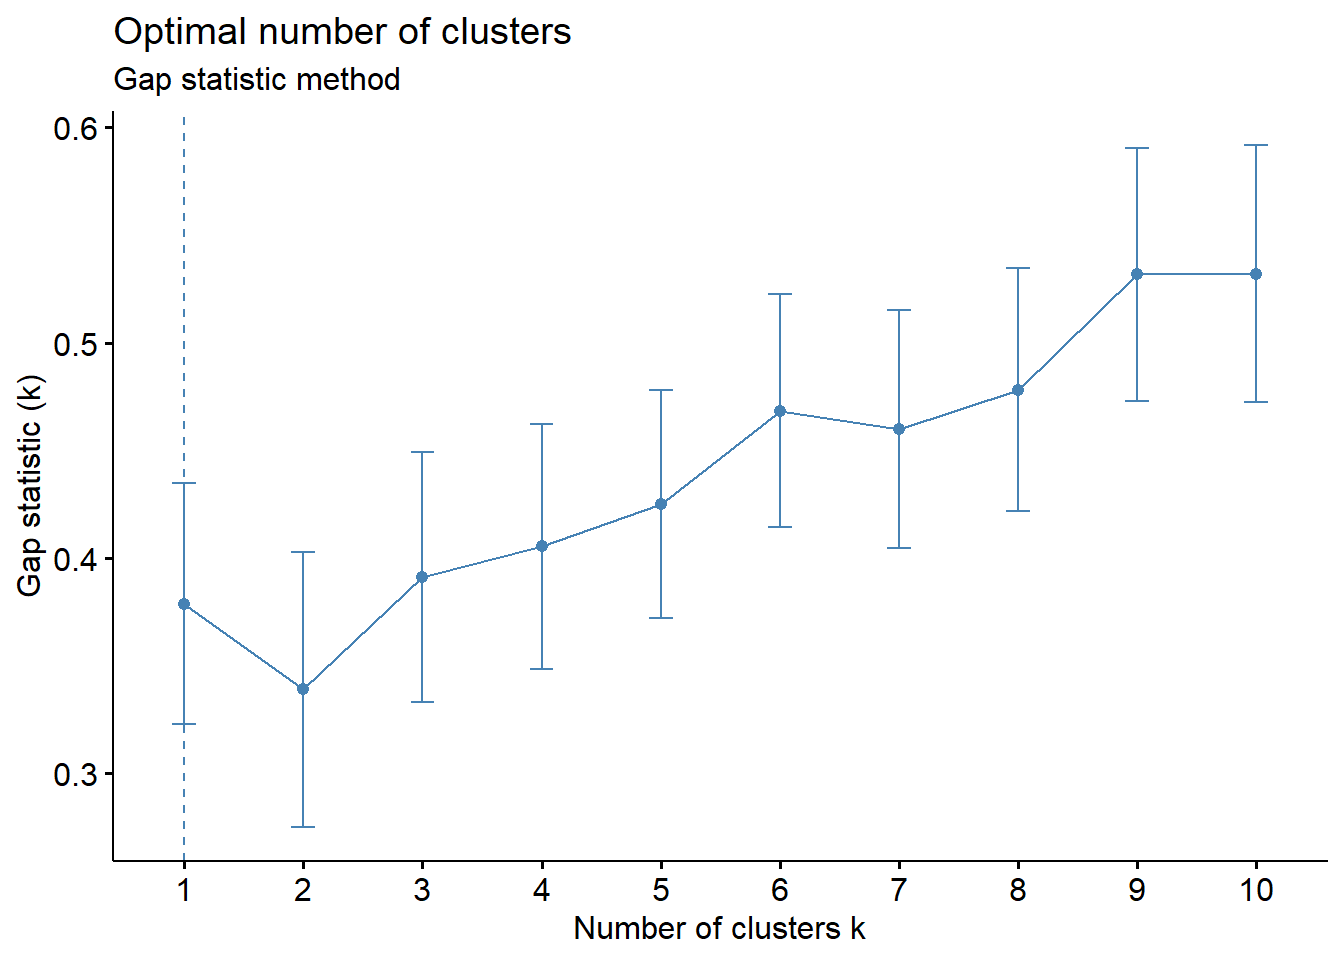 Optimal number of clusters
Gap statistic method
Gap statistic (k)
0.6
0.5
0.4
0.3
1 2 3 4 5 6 7 8 9 10
Number of clusters k